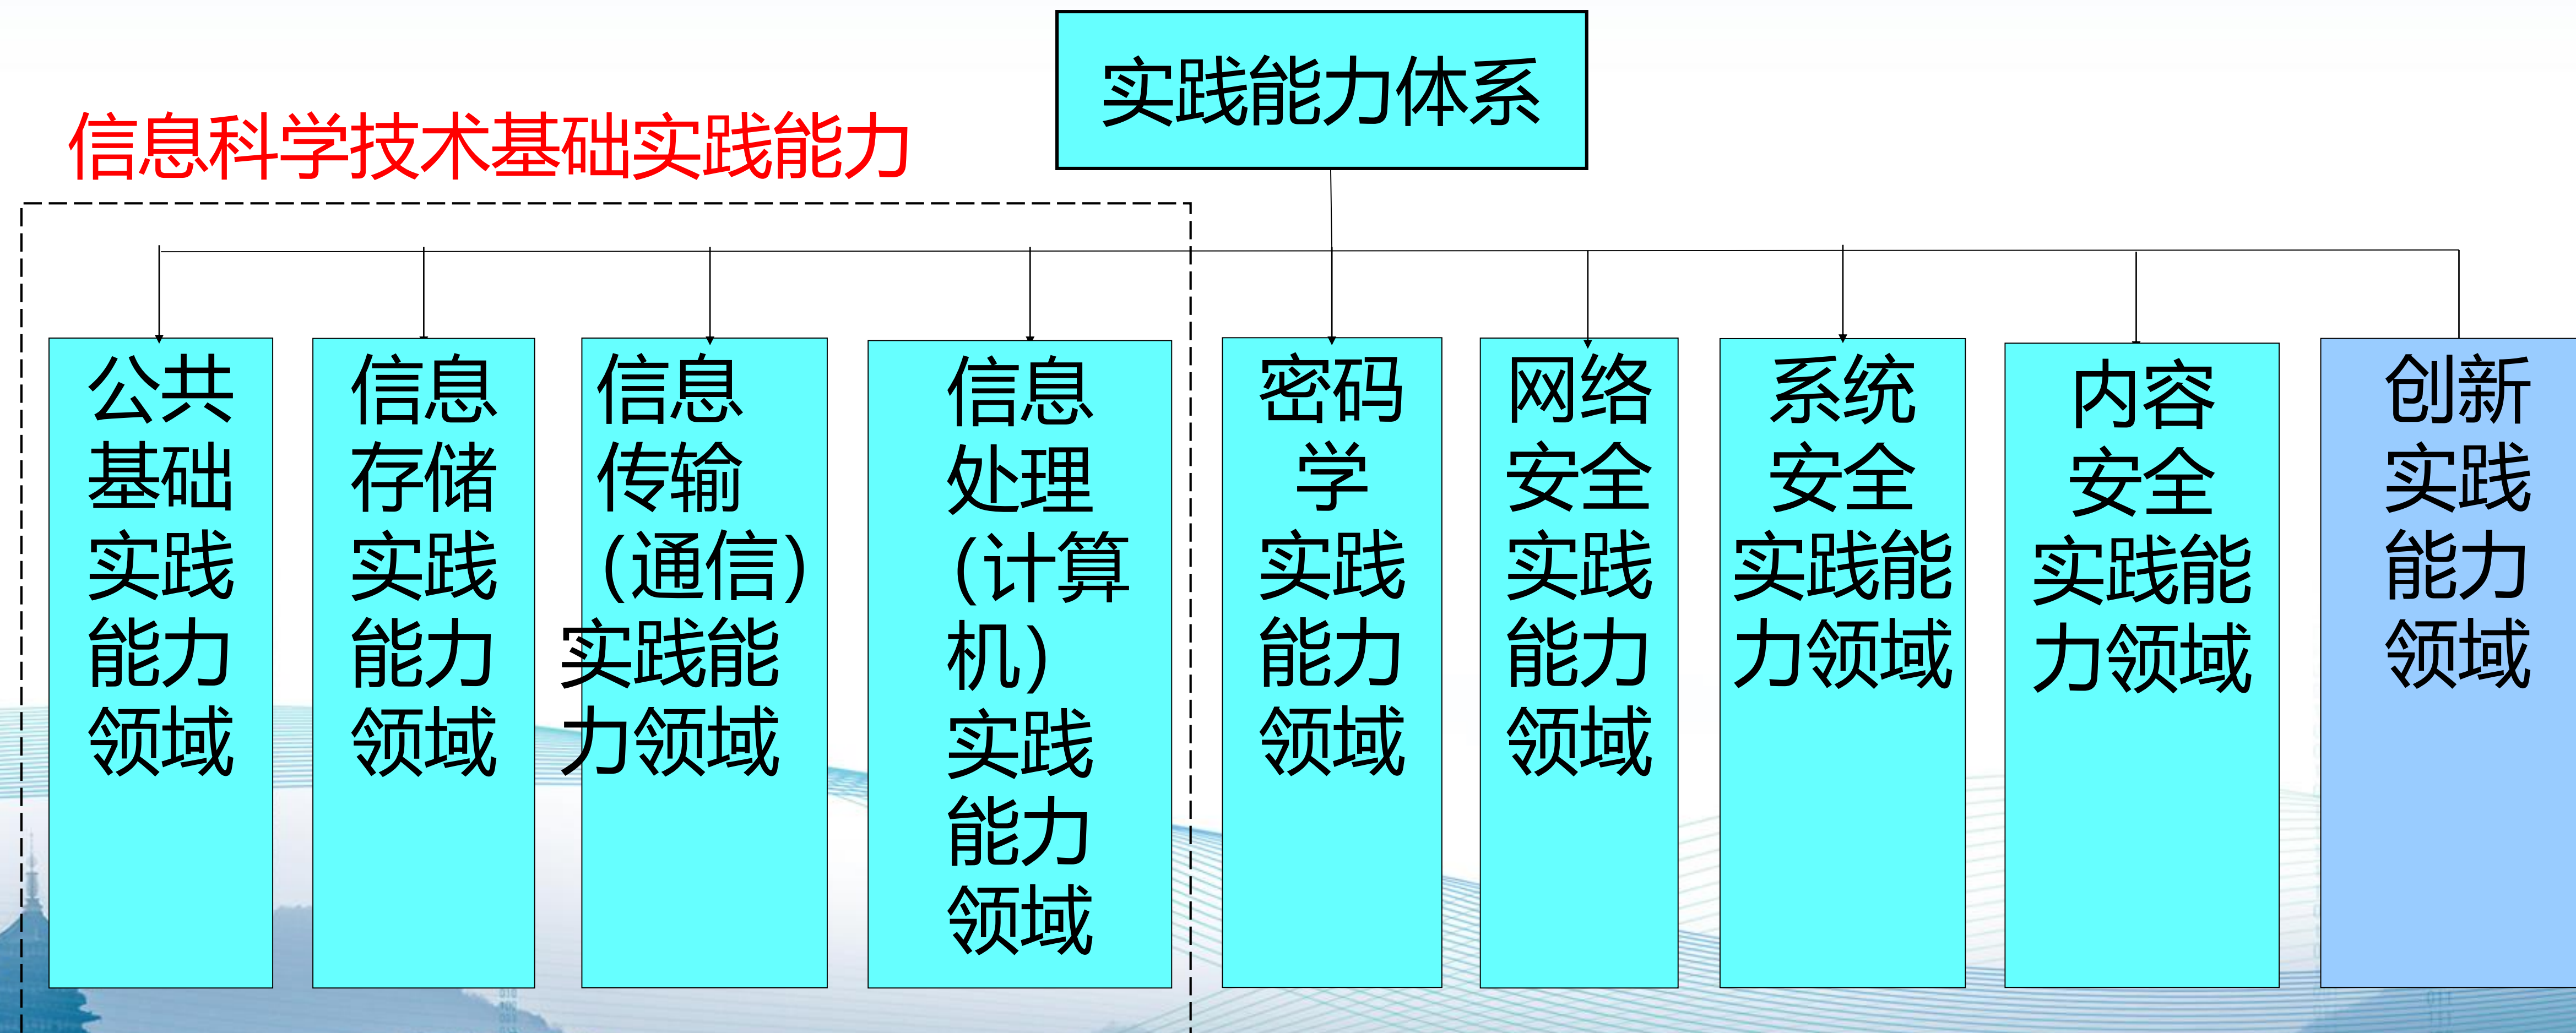 实践能力体系
信息科学技术基础实践能力
公共
基础
实践
能力
领域
信息
存储
实践
能力
领域
信息
传输
（通信）
实践能
力领域
信息
处理
（计算
机）
实践
能力
领域
密码
学
实践
能力
领域
网络
安全
实践
能力
领域
系统
安全
实践能
力领域
内容
安全
实践能
力领域
创新
实践
能力
领域